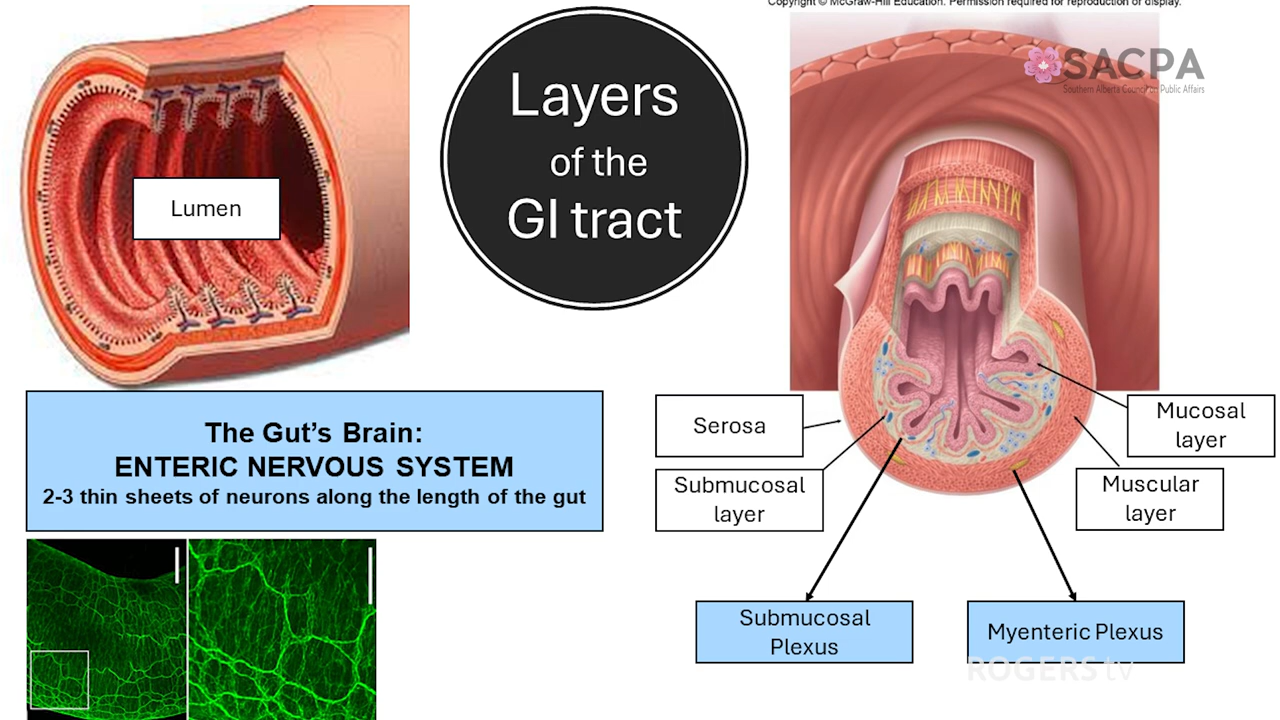 Copyright © McGraw-Hill Education. Permission required for reproduction or display.
SACPA
Southern Alberta Council on Public Affairs
Layers
of the
GI tract
Lumen
The Gut's Brain:
ENTERIC NERVOUS SYSTEM
2-3 thin sheets of neurons along the length of the gut
Serosa
Submucosal
layer
Mucosal
layer
Muscular
layer
Submucosal
Plexus
Myenteric Plexus
ROGERS tv